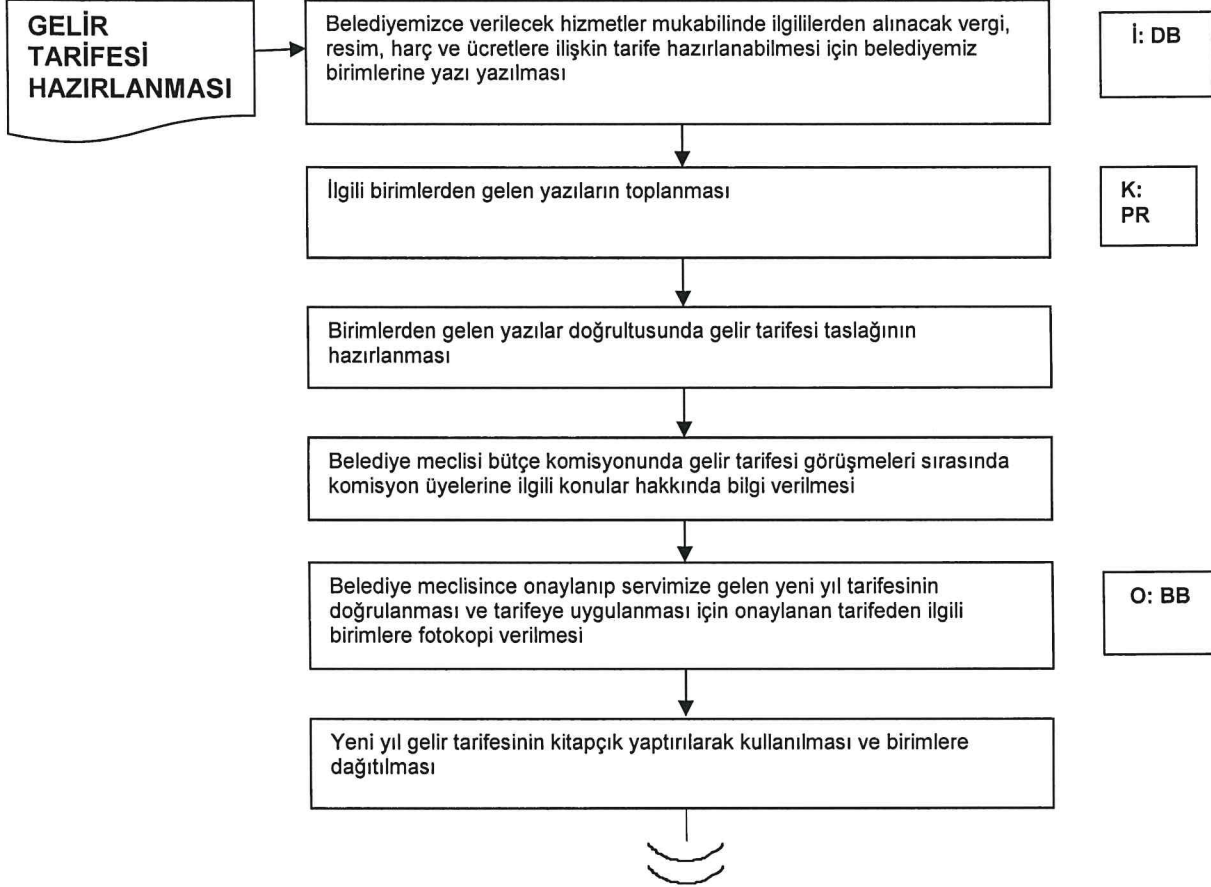 GELİR
TARİFESİ
HAZIRLANMASI
Belediyemizce verilecek hizmetler mukabilinde ilgililerden alınacak vergi,
resim, harç ve ücretlere ilişkin tarife hazırlanabilmesi için belediyemiz
birimlerine yazı yazılması
İ: DB
İlgili birimlerden gelen yazıların toplanması
K:
PR
Birimlerden gelen yazılar doğrultusunda gelir tarifesi taslağının
hazırlanması
Belediye meclisi bütçe komisyonunda gelir tarifesi görüşmeleri sırasında
komisyon üyelerine ilgili konular hakkında bilgi verilmesi
Belediye meclisince onaylanıp servimize gelen yeni yıl tarifesinin
doğrulanması ve tarifeye uygulanması için onaylanan tarifeden ilgili
birimlere fotokopi verilmesi
O: BB
Yeni yıl gelir tarifesinin kitapçık yaptırılarak kullanılması ve birimlere
dağıtılması